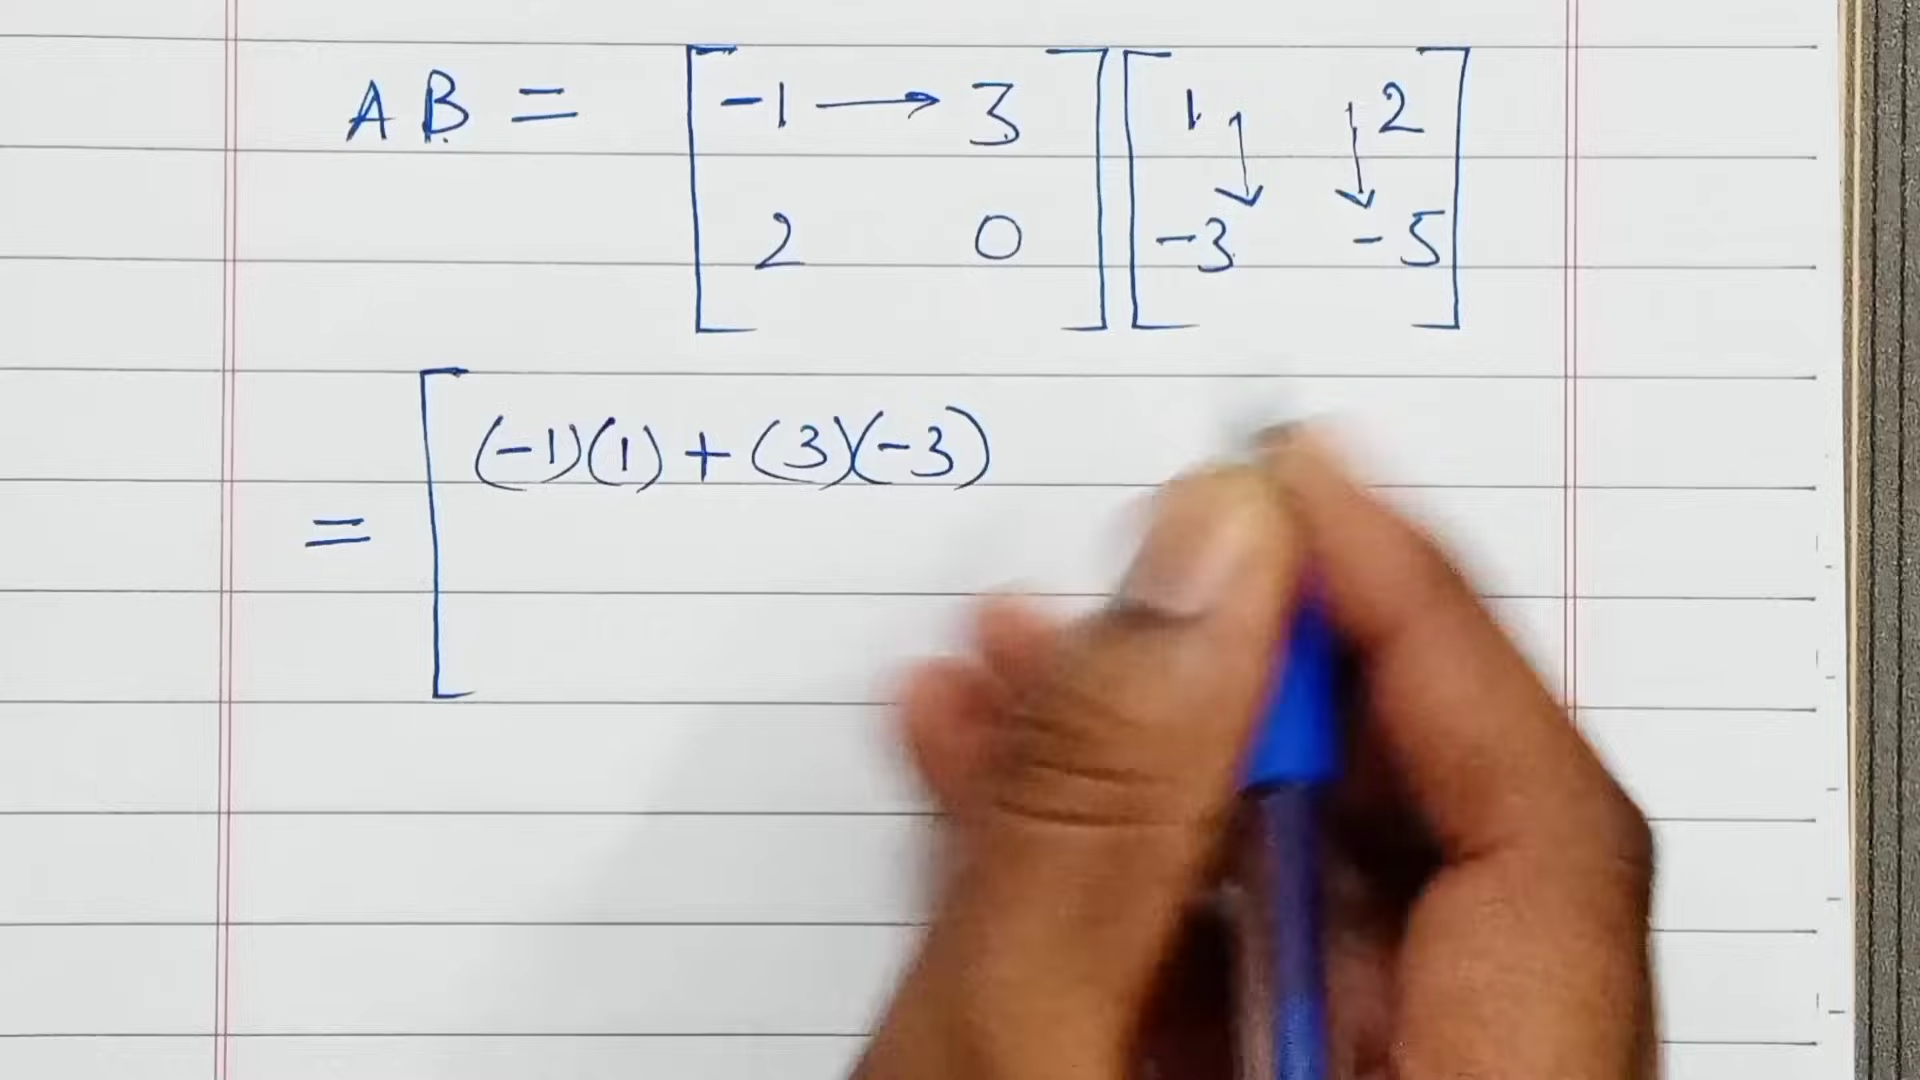 AB = [-1 → 3] [1 ↓ ↓ 2]
[2 0] [-3 -5]
[(-1)(1) + (3)(-3)
=